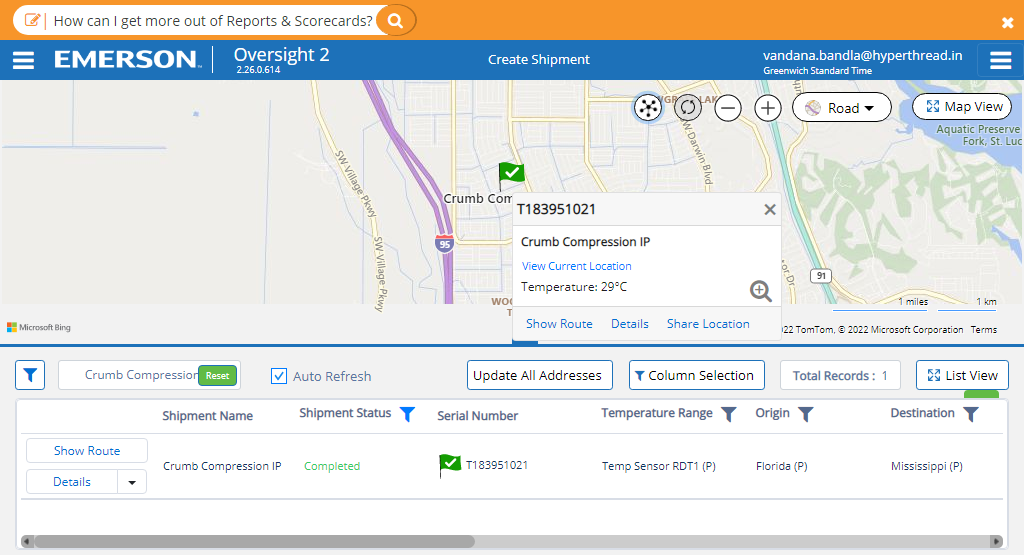 How can I get more out of Reports & Scorecards?
EMERSON
Oversight 2
2.26.0.614
Create Shipment
vandana.bandla@hyperthread.in
Greenwich Standard Time
Road
Map View
SW Darwin Blvd
Aquatic Preserve
Fork, St. Luc
SW Village Pkwy
SW Village Pkwy
Crumb Com
95
T183951021
Crumb Compression IP
View Current Location
Temperature: 29°C
Show Route
Details
Share Location
91
1 miles
1 km
WOO
T
Microsoft Bing
22 TomTom, © 2022 Microsoft Corporation
Terms
Crumb Compression
Reset
Auto Refresh
Update All Addresses
Column Selection
Total Records : 1
List View
Shipment Name
Shipment Status
Serial Number
Temperature Range
Origin
Destination
Show Route
Details
Crumb Compression IP
Completed
T183951021
Temp Sensor RDT1 (P)
Florida (P)
Mississippi (P)